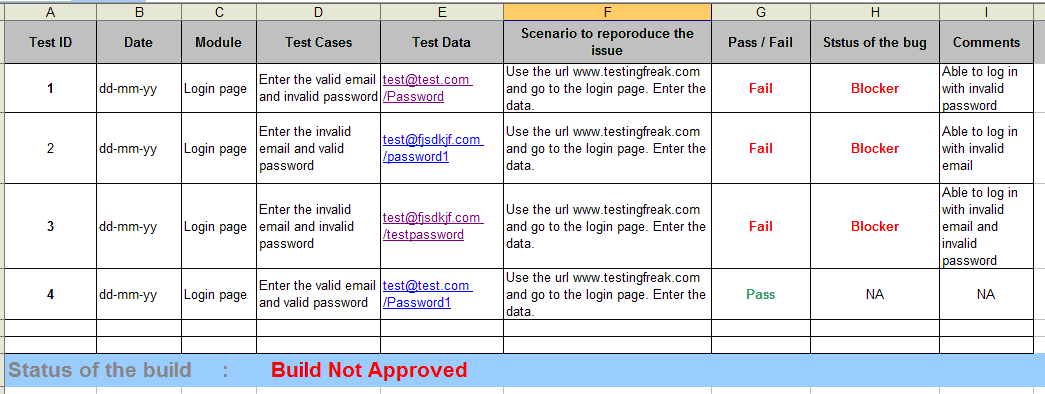 A B C D E F G H I
Test ID Date Module Test Cases Test Data Scenario to reporoduce the issue Pass / Fail Ststus of the bug Comments
1 dd-mm-yy Login page Enter the valid email and invalid password test@test.com /Password Use the url www.testingfreak.com and go to the login page. Enter the data. Fail Blocker Able to log in with invalid password
2 dd-mm-yy Login page Enter the invalid email and valid password test@fjsdkjf.com /password1 Use the url www.testingfreak.com and go to the login page. Enter the data. Fail Blocker Able to log in with invalid email
3 dd-mm-yy Login page Enter the invalid email and invalid password test@fjsdkjf.com /testpassword Use the url www.testingfreak.com and go to the login page. Enter the data. Fail Blocker Able to log in with invalid email and invalid password
4 dd-mm-yy Login page Enter the valid email and valid password test@test.com /Password1 Use the url www.testingfreak.com and go to the login page. Enter the data. Pass NA NA
Status of the build : Build Not Approved